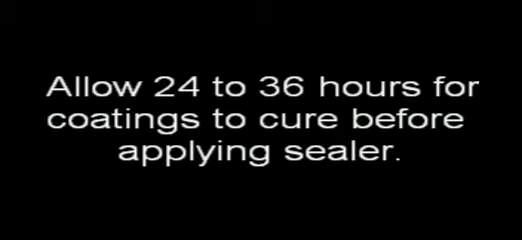 Allow 24 to 36 hours for
coatings to cure before
applying sealer.